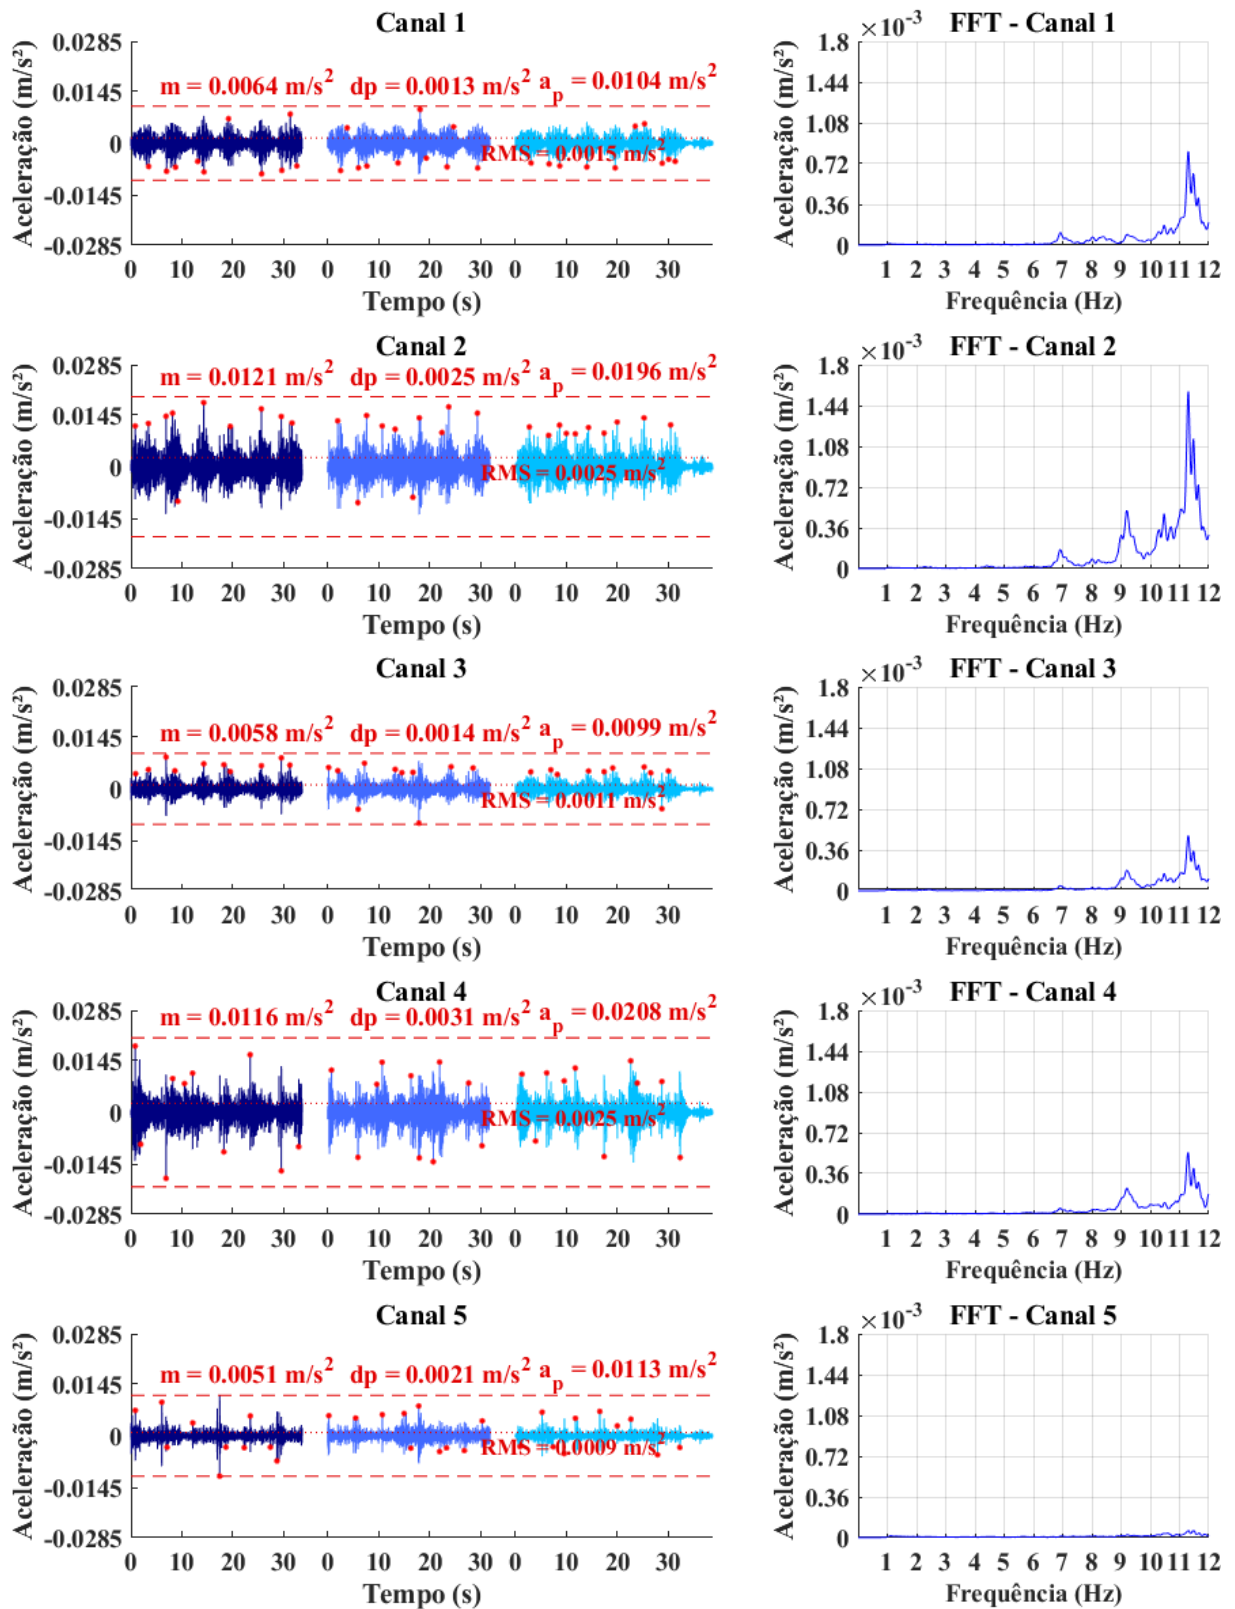 Canal 1
Aceleração (m/s²)
0.0285
0.0145
0
-0.0145
-0.0285
m = 0.0064 m/s² dp = 0.0013 m/s² aₚ = 0.0104 m/s²
RMS = 0.0015 m/s²
0 10 20 30 0 10 20 30 0 10 20 30
Tempo (s)
FFT - Canal 1
×10⁻³
Aceleração (m/s²)
1.8
1.44
1.08
0.72
0.36
0
1 2 3 4 5 6 7 8 9 10 11 12
Frequência (Hz)
Canal 2
Aceleração (m/s²)
0.0285
0.0145
0
-0.0145
-0.0285
m = 0.0121 m/s² dp = 0.0025 m/s² aₚ = 0.0196 m/s²
RMS = 0.0025 m/s²
0 10 20 30 0 10 20 30 0 10 20 30
Tempo (s)
FFT - Canal 2
×10⁻³
Aceleração (m/s²)
1.8
1.44
1.08
0.72
0.36
0
1 2 3 4 5 6 7 8 9 10 11 12
Frequência (Hz)
Canal 3
Aceleração (m/s²)
0.0285
0.0145
0
-0.0145
-0.0285
m = 0.0058 m/s² dp = 0.0014 m/s² aₚ = 0.0099 m/s²
RMS = 0.0011 m/s²
0 10 20 30 0 10 20 30 0 10 20 30
Tempo (s)
FFT - Canal 3
×10⁻³
Aceleração (m/s²)
1.8
1.44
1.08
0.72
0.36
0
1 2 3 4 5 6 7 8 9 10 11 12
Frequência (Hz)
Canal 4
Aceleração (m/s²)
0.0285
0.0145
0
-0.0145
-0.0285
m = 0.0116 m/s² dp = 0.0031 m/s² aₚ = 0.0208 m/s²
RMS = 0.0025 m/s²
0 10 20 30 0 10 20 30 0 10 20 30
Tempo (s)
FFT - Canal 4
×10⁻³
Aceleração (m/s²)
1.8
1.44
1.08
0.72
0.36
0
1 2 3 4 5 6 7 8 9 10 11 12
Frequência (Hz)
Canal 5
Aceleração (m/s²)
0.0285
0.0145
0
-0.0145
-0.0285
m = 0.0051 m/s² dp = 0.0021 m/s² aₚ = 0.0113 m/s²
RMS = 0.0009 m/s²
0 10 20 30 0 10 20 30 0 10 20 30
Tempo (s)
FFT - Canal 5
×10⁻³
Aceleração (m/s²)
1.8
1.44
1.08
0.72
0.36
0
1 2 3 4 5 6 7 8 9 10 11 12
Frequência (Hz)